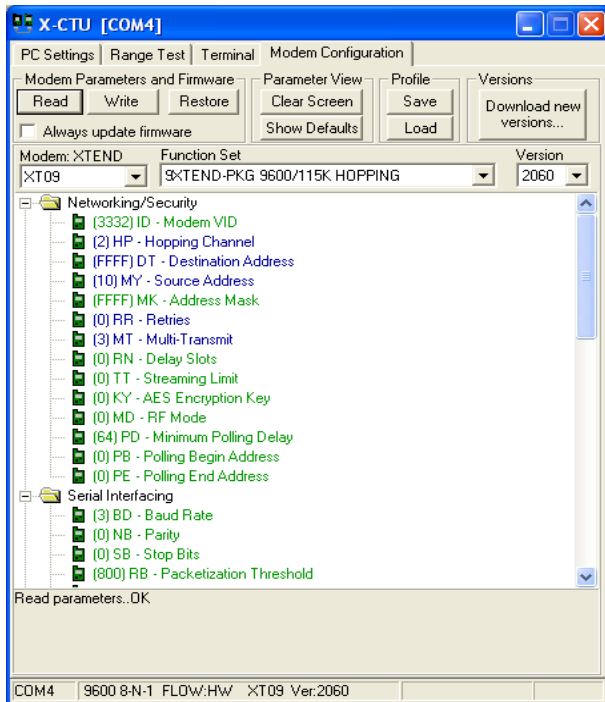 X-CTU [COM4]
PC Settings Range Test Terminal Modem Configuration
Modem Parameters and Firmware Parameter View Profile Versions
Read Write Restore Clear Screen Save Download new versions...
Always update firmware Show Defaults Load
Modem: XTEND Function Set Version
XT09 9XTEND-PKG 9600/115K HOPPING 2060
Networking/Security
(3332) ID - Modem VID
(2) HP - Hopping Channel
(FFFF) DT - Destination Address
(10) MY - Source Address
(FFFF) MK - Address Mask
(0) RR - Retries
(3) MT - Multi-Transmit
(0) RN - Delay Slots
(0) TT - Streaming Limit
(0) KY - AES Encryption Key
(0) MD - RF Mode
(64) PD - Minimum Polling Delay
(0) PB - Polling Begin Address
(0) PE - Polling End Address
Serial Interfacing
(3) BD - Baud Rate
(0) NB - Parity
(0) SB - Stop Bits
(800) RB - Packetization Threshold
Read parameters..OK
COM4 9600 8-N-1 FLOW:HW XT09 Ver:2060